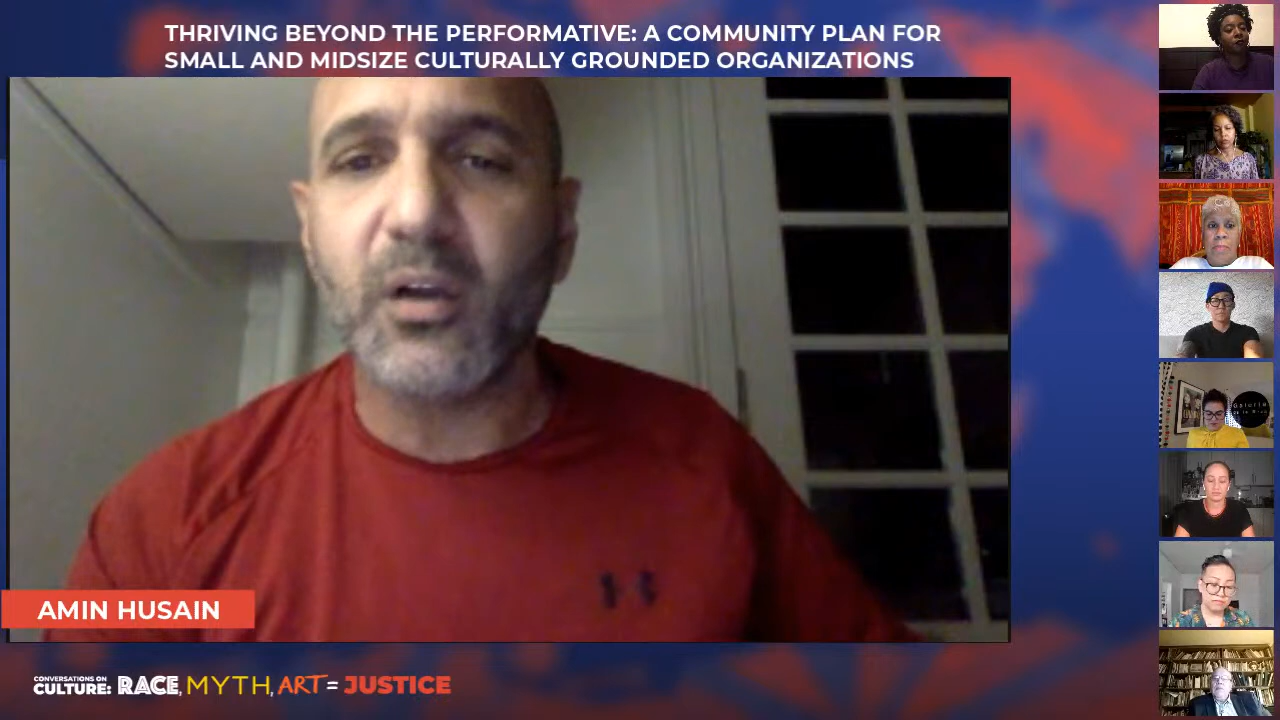 THRIVING BEYOND THE PERFORMATIVE: A COMMUNITY PLAN FOR
SMALL AND MIDSIZE CULTURALLY GROUNDED ORGANIZATIONS
AMIN HUSAIN
CONVERSATIONS ON
CULTURE: RACE, MYTH, ART = JUSTICE